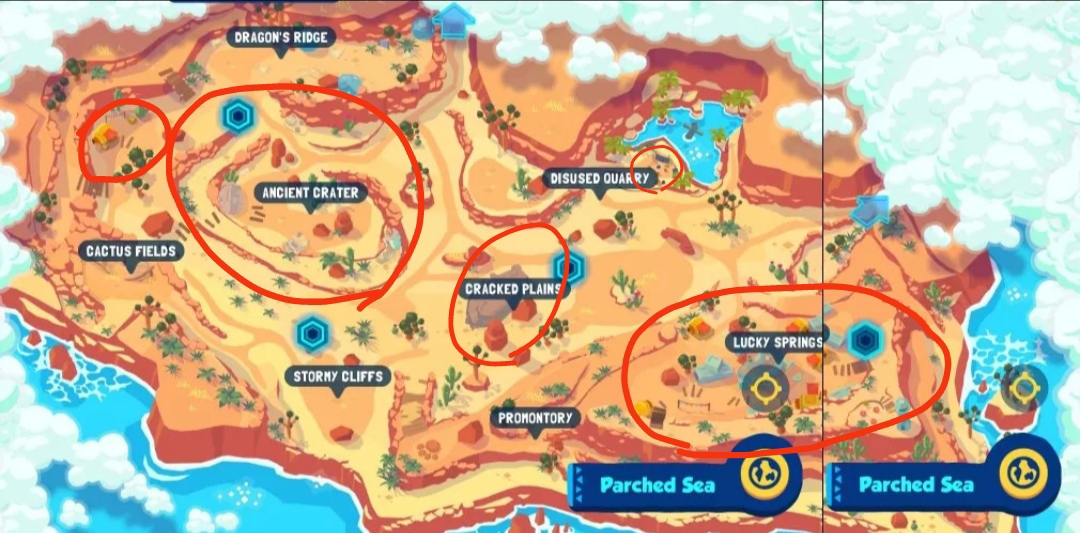 DRAGON'S RIDGE
DISUSED QUARRY
ANCIENT CRATER
CACTUS FIELDS
CRACKED PLAINS
LUCKY SPRINGS
STORMY CLIFFS
PROMONTORY
Parched Sea
Parched Sea